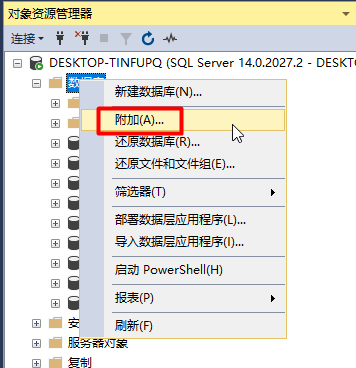 对象资源管理器
连接
DESKTOP-TINFUPQ (SQL Server 14.0.2027.2 - DESKT
新建数据库(N)...
附加(A)...
还原数据库(R)...
还原文件和文件组(E)...
筛选器(T)
部署数据层应用程序(L)...
导入数据层应用程序(I)...
启动 PowerShell(H)
报表(P)
刷新(F)
安
服务器对象
复制